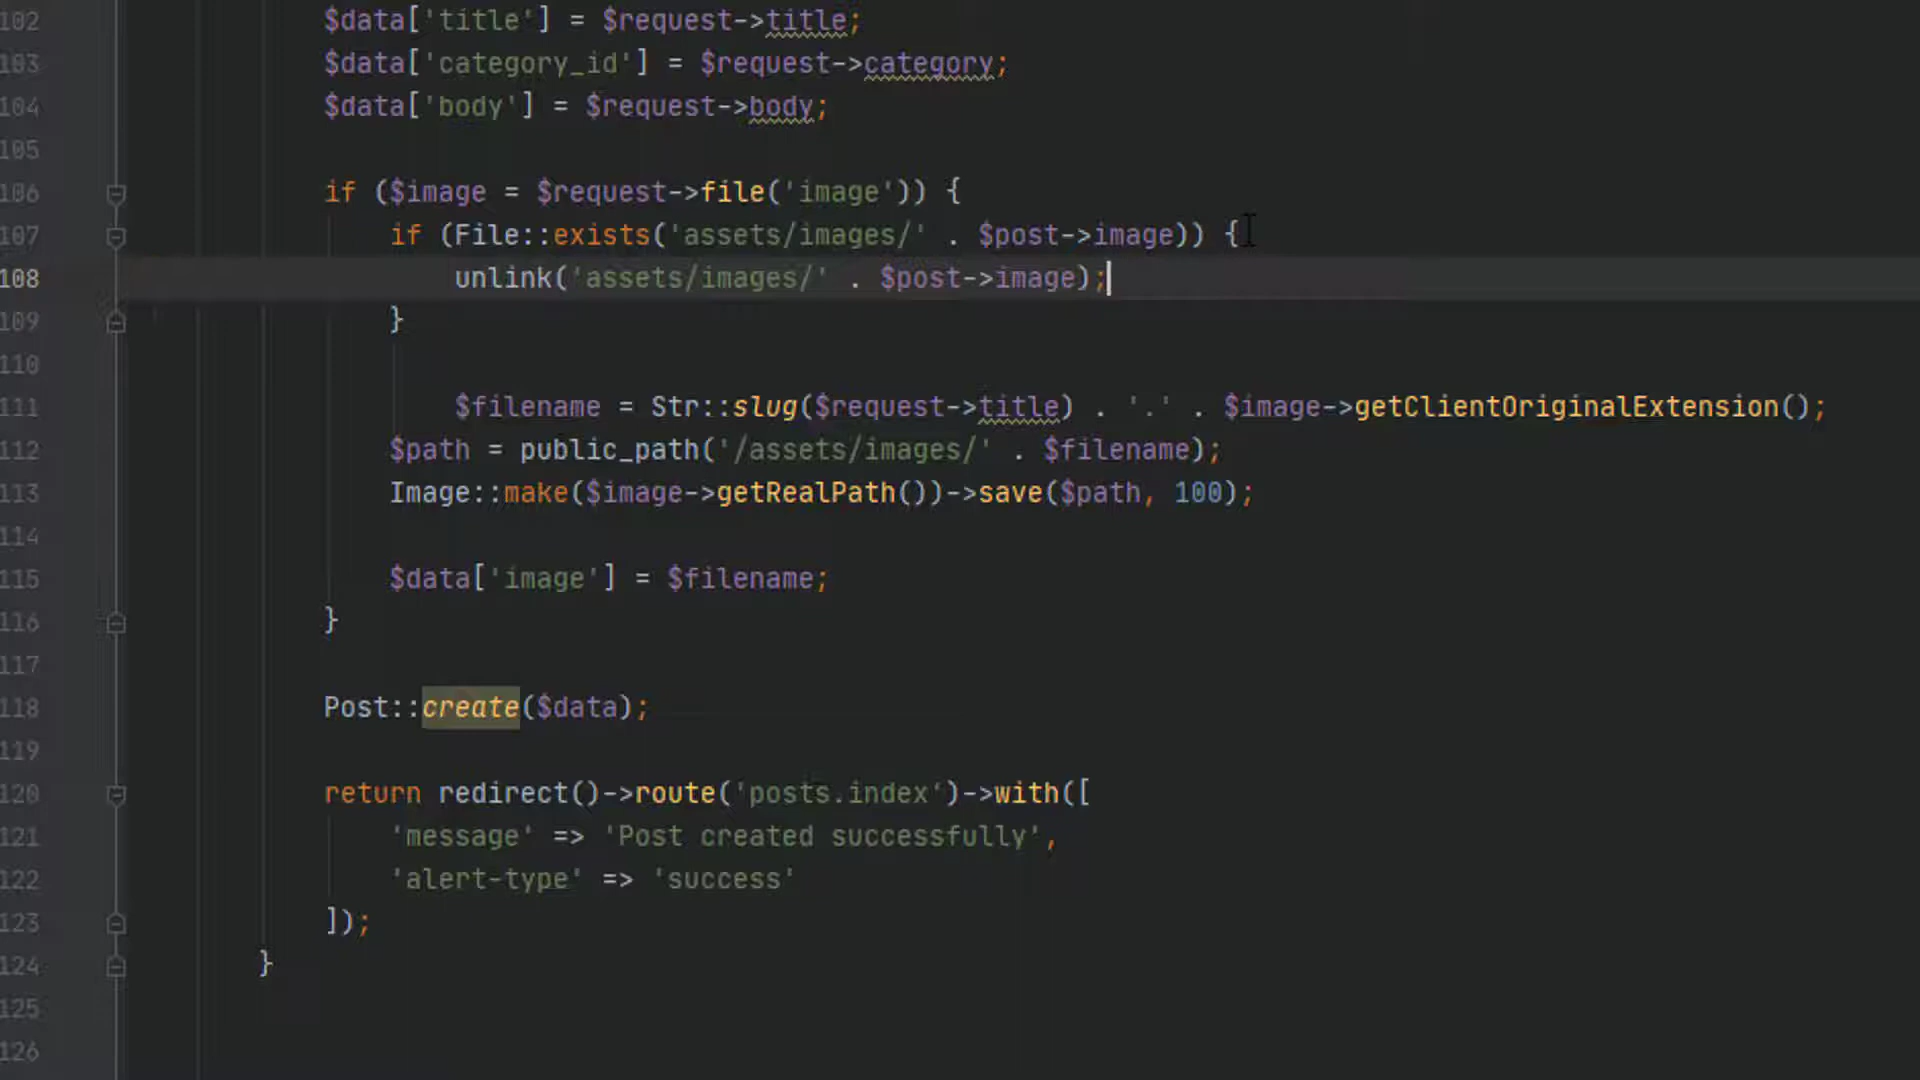 102 $data['title'] = $request->title;
103 $data['category_id'] = $request->category;
104 $data['body'] = $request->body;
105
106 if ($image = $request->file('image')) {
107 if (File::exists('assets/images/' . $post->image)) {
108 unlink('assets/images/' . $post->image);
109 }
110
111 $filename = Str::slug($request->title) . '.' . $image->getClientOriginalExtension();
112 $path = public_path('/assets/images/' . $filename);
113 Image::make($image->getRealPath())->save($path, 100);
114
115 $data['image'] = $filename;
116 }
117
118 Post::create($data);
119
120 return redirect()->route('posts.index')->with([
121 'message' => 'Post created successfully',
122 'alert-type' => 'success'
123 ]);
124 }
125
126